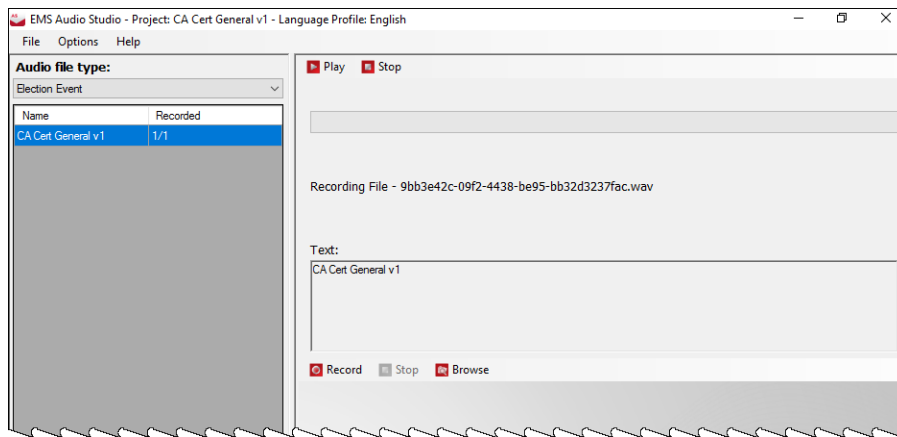 EMS Audio Studio - Project: CA Cert General v1 - Language Profile: English
File Options Help
Audio file type:
Election Event
Name Recorded
CA Cert General v1 1/1
Play Stop
Recording File - 9bb3e42c-09f2-4438-be95-bb32d3237fac.wav
Text:
CA Cert General v1
Record Stop Browse